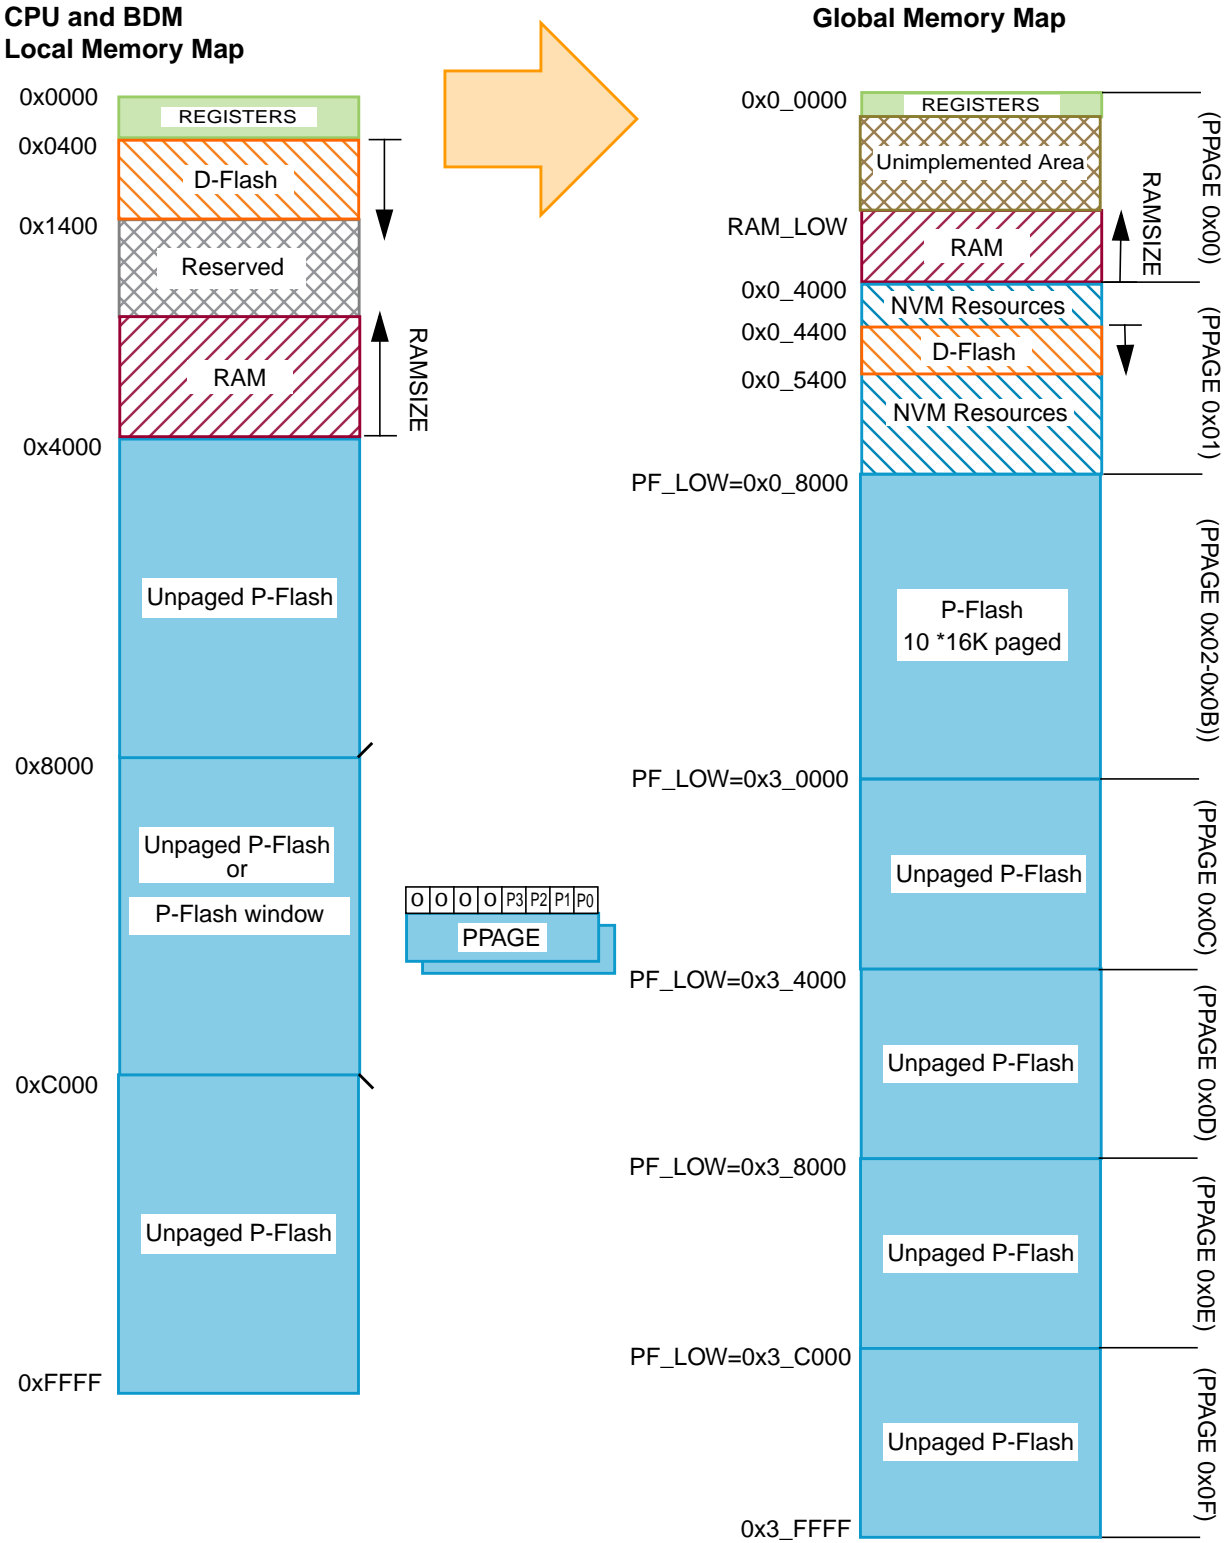 CPU and BDM
Local Memory Map
0x0000
REGISTERS
0x0400
D-Flash
0x1400
Reserved
RAM
RAMSIZE
0x4000
Unpaged P-Flash
0x8000
Unpaged P-Flash
or
P-Flash window
0xC000
Unpaged P-Flash
0xFFFF
0 0 0 0 P3 P2 P1 P0
PPAGE
Global Memory Map
0x0_0000
REGISTERS
Unimplemented Area
RAM_LOW
RAM
RAMSIZE
(PPAGE 0x00)
0x0_4000
NVM Resources
0x0_4400
D-Flash
0x0_5400
NVM Resources
(PPAGE 0x01)
PF_LOW=0x0_8000
P-Flash
10 *16K paged
(PPAGE 0x02-0x0B))
PF_LOW=0x3_0000
Unpaged P-Flash
(PPAGE 0x0C)
PF_LOW=0x3_4000
Unpaged P-Flash
(PPAGE 0x0D)
PF_LOW=0x3_8000
Unpaged P-Flash
(PPAGE 0x0E)
PF_LOW=0x3_C000
Unpaged P-Flash
(PPAGE 0x0F)
0x3_FFFF